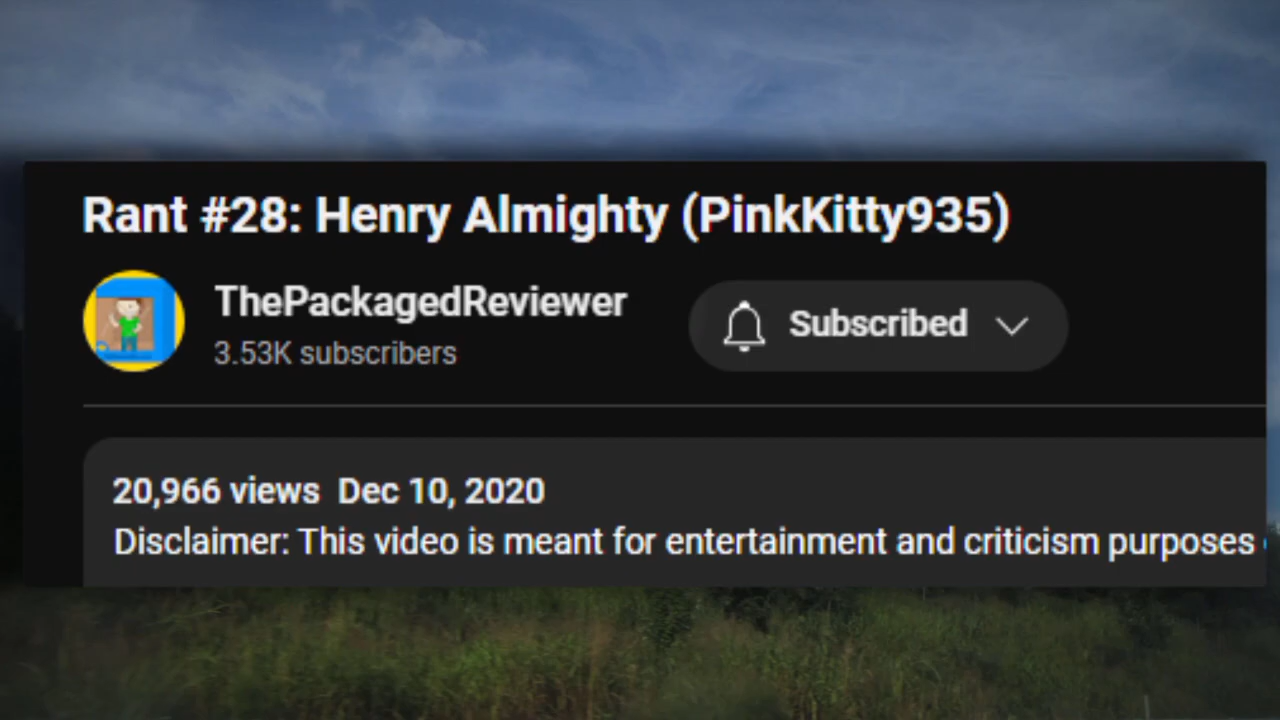 Rant #28: Henry Almighty (PinkKitty935)
ThePackagedReviewer
3.53K subscribers
Subscribed
20,966 views Dec 10, 2020
Disclaimer: This video is meant for entertainment and criticism purposes